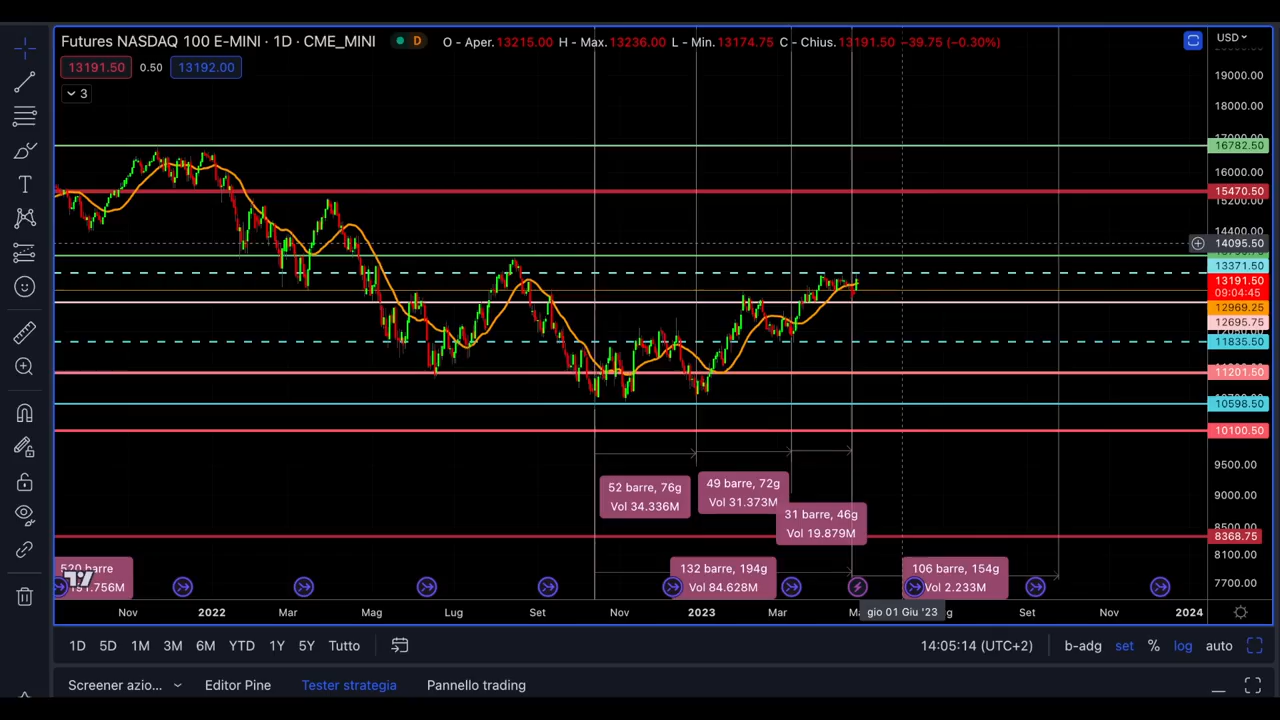 Futures NASDAQ 100 E-MINI · 1D · CME_MINI
D
O - Aper.13215.00 H - Max.13236.00 L - Min.13174.75 C - Chius.13191.50 −39.75 (−0.30%)
USD
13191.50 0.50 13192.00
3
19000.00
18000.00
17000.00
16782.50
16000.00
15470.50
15200.00
14400.00
14095.50
13371.50
13191.50
09:04:45
12969.25
12695.75
11835.50
11201.50
10598.50
10100.50
9500.00
9000.00
8500.00
8368.75
8100.00
7700.00
52 barre, 76g
Vol 34.336M
49 barre, 72g
Vol 31.373M
31 barre, 46g
Vol 19.879M
520 barre
132 barre, 194g
Vol 84.628M
106 barre, 154g
Vol 2.233M
Nov 2022 Mar Mag Lug Set Nov 2023 Mar gio 01 Giu '23 Set Nov 2024
1D 5D 1M 3M 6M YTD 1Y 5Y Tutto
14:05:14 (UTC+2) b-adg set % log auto
Screener azio... Editor Pine Tester strategia Pannello trading